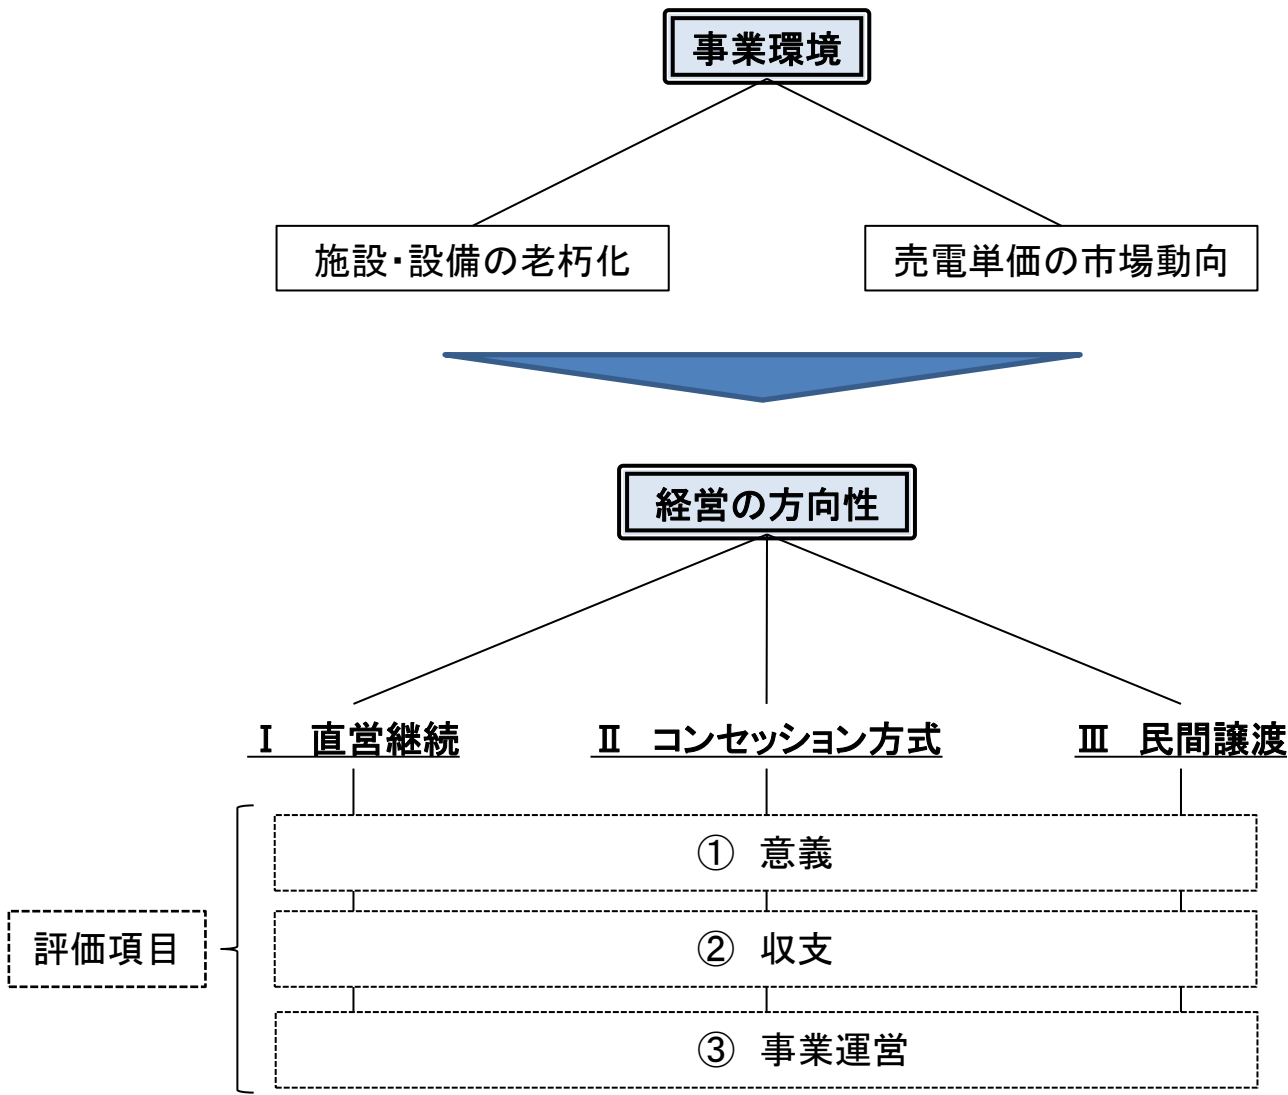 事業環境
施設・設備の老朽化
売電単価の市場動向
経営の方向性
Ⅰ　直営継続
Ⅱ　コンセッション方式
Ⅲ　民間譲渡
評価項目
①　意義
②　収支
③　事業運営